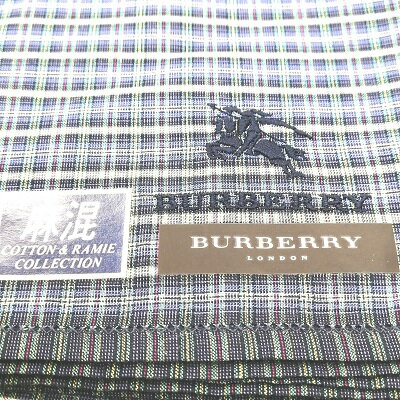 BURBERRY
麻混
COTTON & RAMIE
COLLECTION
BURBERRY
LONDON